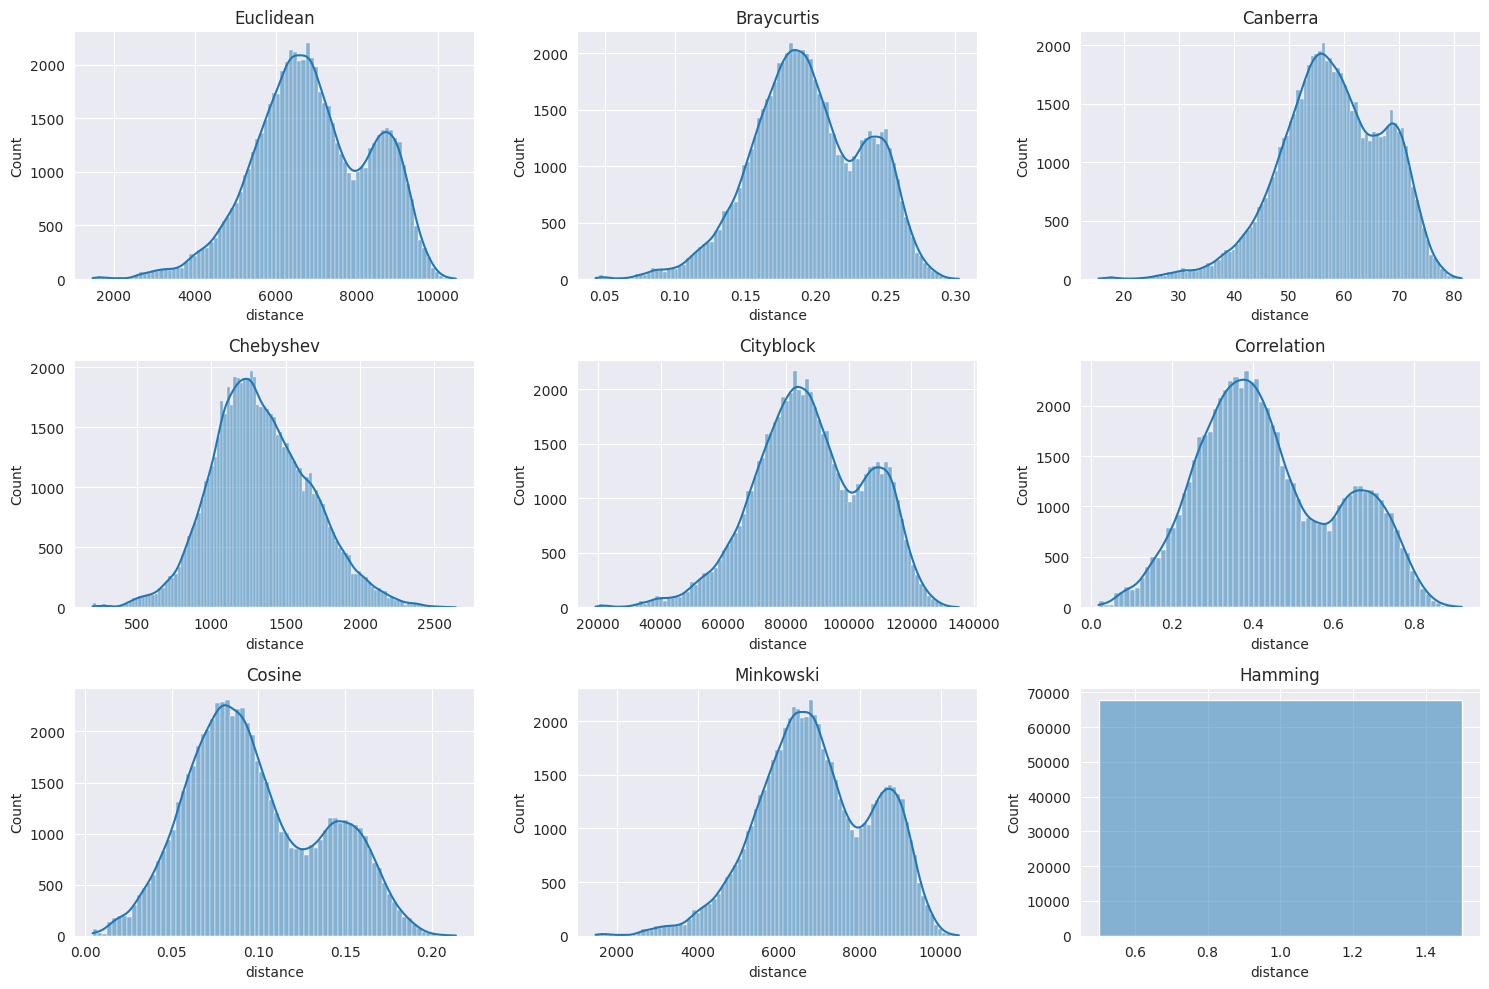 Euclidean
Braycurtis
Canberra
2000
1500
1000
500
0
Count
2000 4000 6000 8000 10000
distance
2000
1500
1000
500
0
Count
0.05 0.10 0.15 0.20 0.25 0.30
distance
2000
1500
1000
500
0
Count
20 30 40 50 60 70 80
distance
Chebyshev
Cityblock
Correlation
2000
1500
1000
500
0
Count
500 1000 1500 2000 2500
distance
2000
1500
1000
500
0
Count
20000 40000 60000 80000 100000 120000 140000
distance
2000
1500
1000
500
0
Count
0.0 0.2 0.4 0.6 0.8
distance
Cosine
Minkowski
Hamming
2000
1500
1000
500
0
Count
0.00 0.05 0.10 0.15 0.20
distance
2000
1500
1000
500
0
Count
2000 4000 6000 8000 10000
distance
70000
60000
50000
40000
30000
20000
10000
0
Count
0.6 0.8 1.0 1.2 1.4
distance